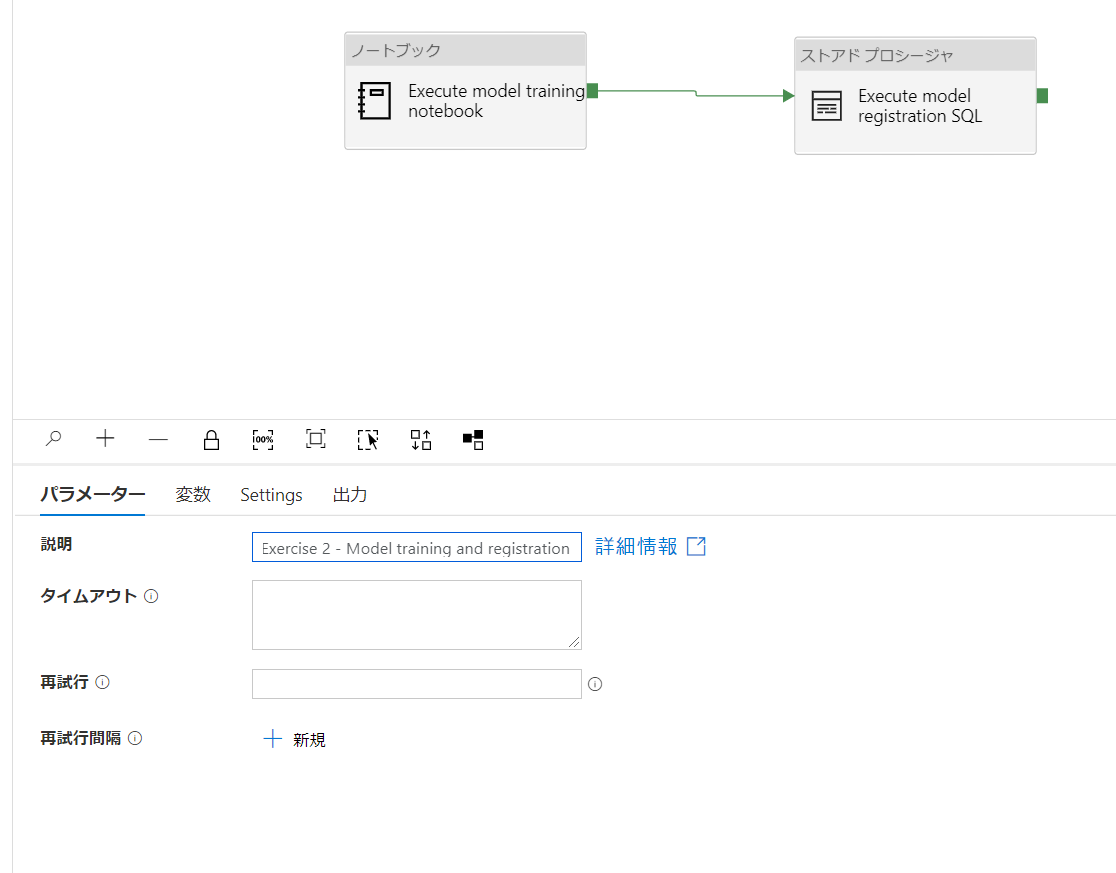 ノートブック
Execute model training
notebook
ストアド プロシージャ
Execute model
registration SQL
100%
パラメーター 変数 Settings 出力
説明 Exercise 2 - Model training and registration 詳細情報
タイムアウト
再試行
再試行間隔 新規